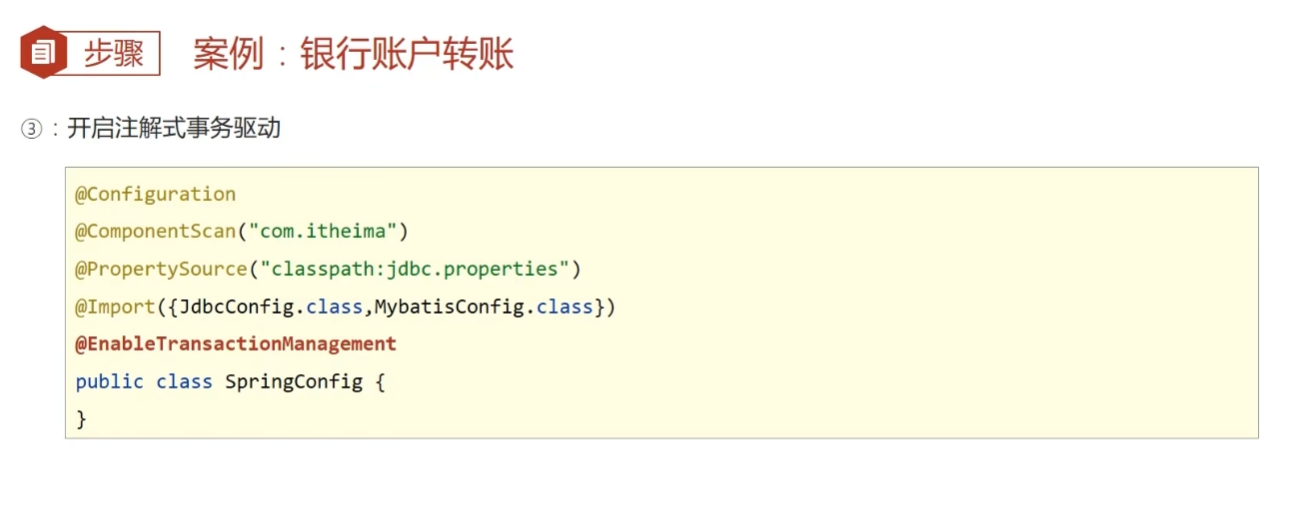 步骤
案例：银行账户转账
③：开启注解式事务驱动
@Configuration
@ComponentScan("com.itheima")
@PropertySource("classpath:jdbc.properties")
@Import({JdbcConfig.class,MybatisConfig.class})
@EnableTransactionManagement
public class SpringConfig {
}